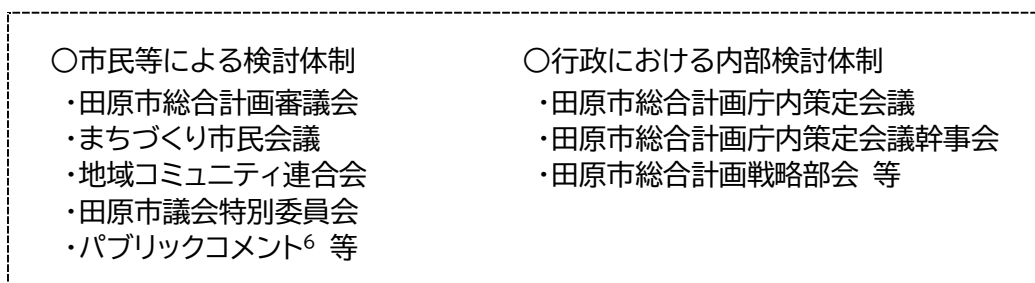 ○市民等による検討体制
・田原市総合計画審議会
・まちづくり市民会議
・地域コミュニティ連合会
・田原市議会特別委員会
・パブリックコメント⁶ 等
○行政における内部検討体制
・田原市総合計画庁内策定会議
・田原市総合計画庁内策定会議幹事会
・田原市総合計画戦略部会 等